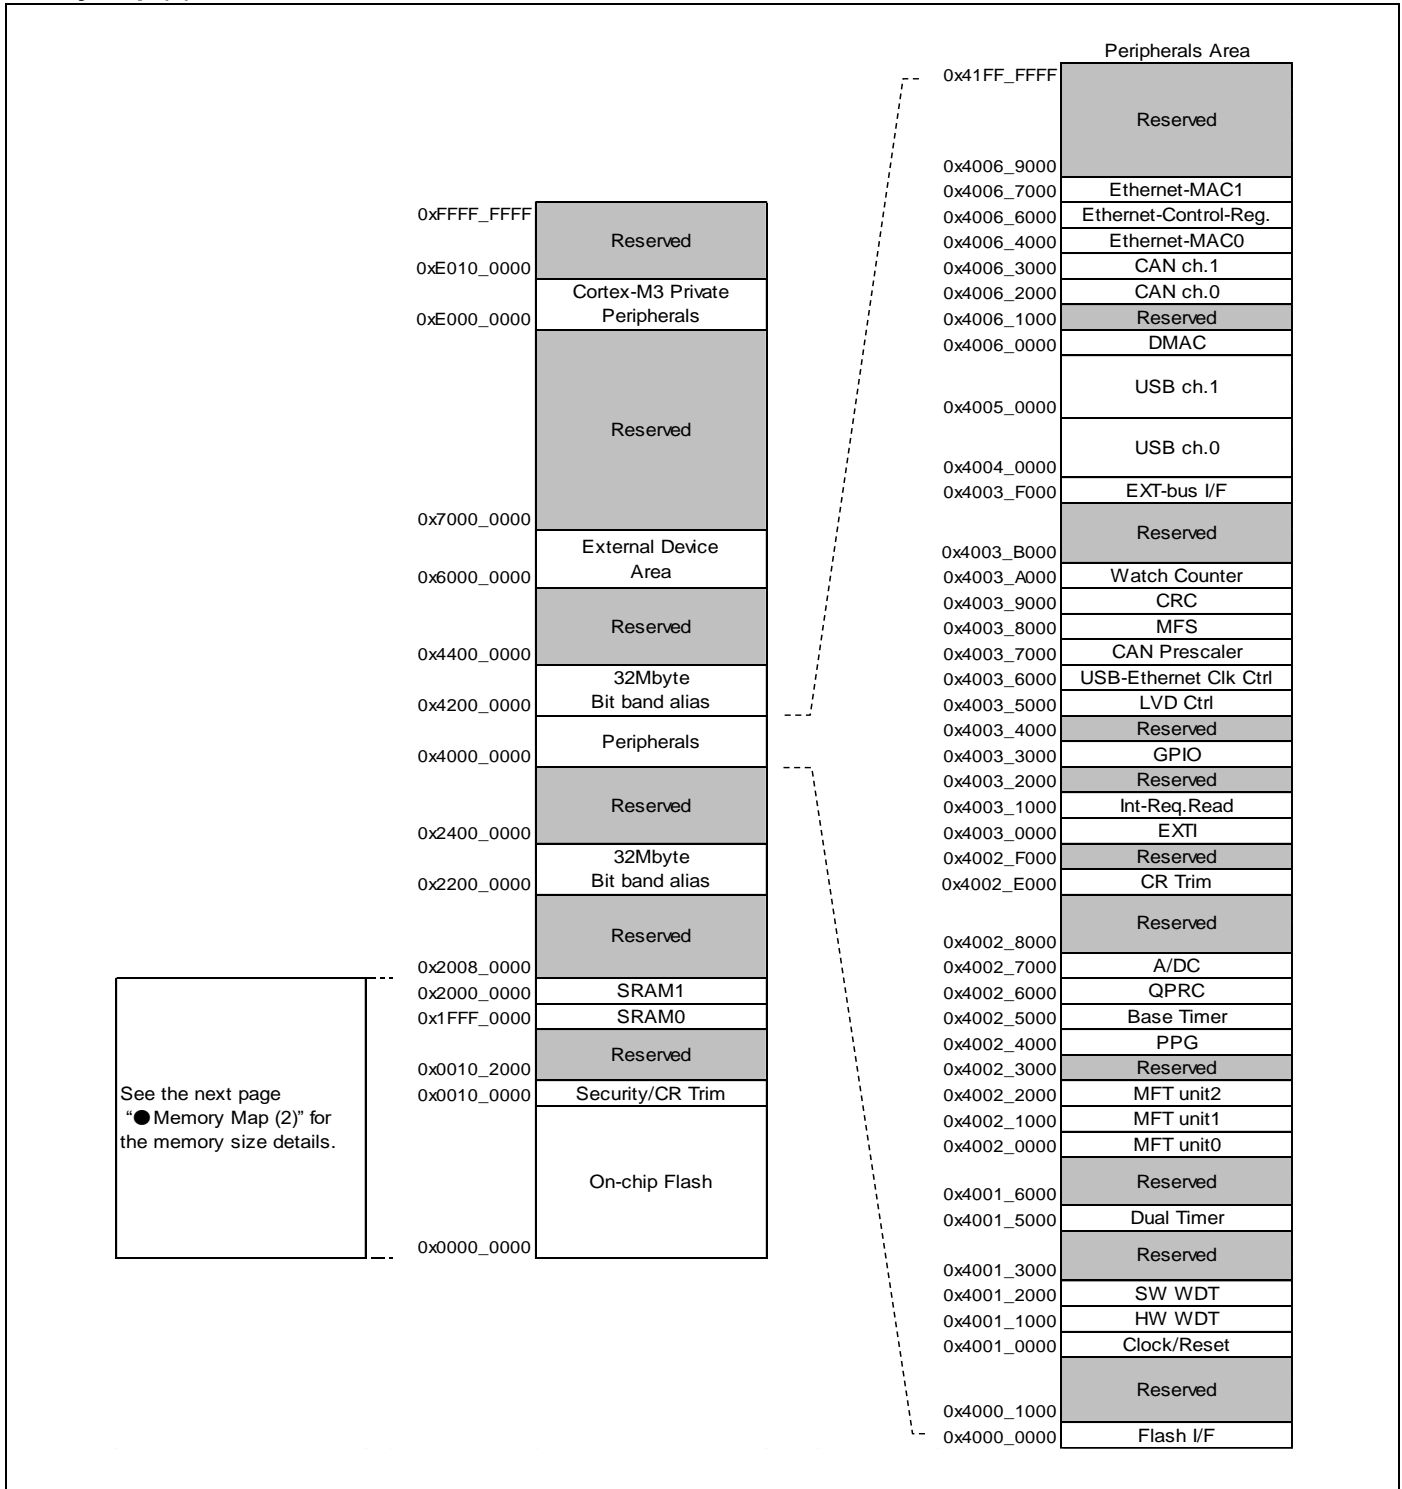 0xFFFF_FFFF
Reserved
0xE010_0000
Cortex-M3 Private
Peripherals
0xE000_0000
Reserved
0x7000_0000
External Device
Area
0x6000_0000
Reserved
0x4400_0000
32Mbyte
Bit band alias
0x4200_0000
Peripherals
0x4000_0000
Reserved
0x2400_0000
32Mbyte
Bit band alias
0x2200_0000
Reserved
0x2008_0000
0x2000_0000 SRAM1
0x1FFF_0000 SRAM0
Reserved
0x0010_2000
0x0010_0000 Security/CR Trim
On-chip Flash
0x0000_0000
See the next page
“●Memory Map (2)” for
the memory size details.
Peripherals Area
0x41FF_FFFF
Reserved
0x4006_9000
0x4006_7000 Ethernet-MAC1
0x4006_6000 Ethernet-Control-Reg.
0x4006_4000 Ethernet-MAC0
0x4006_3000 CAN ch.1
0x4006_2000 CAN ch.0
0x4006_1000 Reserved
0x4006_0000 DMAC
USB ch.1
0x4005_0000
USB ch.0
0x4004_0000
0x4003_F000 EXT-bus I/F
Reserved
0x4003_B000
0x4003_A000 Watch Counter
0x4003_9000 CRC
0x4003_8000 MFS
0x4003_7000 CAN Prescaler
0x4003_6000 USB-Ethernet Clk Ctrl
0x4003_5000 LVD Ctrl
0x4003_4000 Reserved
0x4003_3000 GPIO
0x4003_2000 Reserved
0x4003_1000 Int-Req.Read
0x4003_0000 EXTI
0x4002_F000 Reserved
0x4002_E000 CR Trim
Reserved
0x4002_8000
0x4002_7000 A/DC
0x4002_6000 QPRC
0x4002_5000 Base Timer
0x4002_4000 PPG
0x4002_3000 Reserved
0x4002_2000 MFT unit2
0x4002_1000 MFT unit1
0x4002_0000 MFT unit0
Reserved
0x4001_6000
0x4001_5000 Dual Timer
Reserved
0x4001_3000
0x4001_2000 SW WDT
0x4001_1000 HW WDT
0x4001_0000 Clock/Reset
Reserved
0x4000_1000
0x4000_0000 Flash I/F